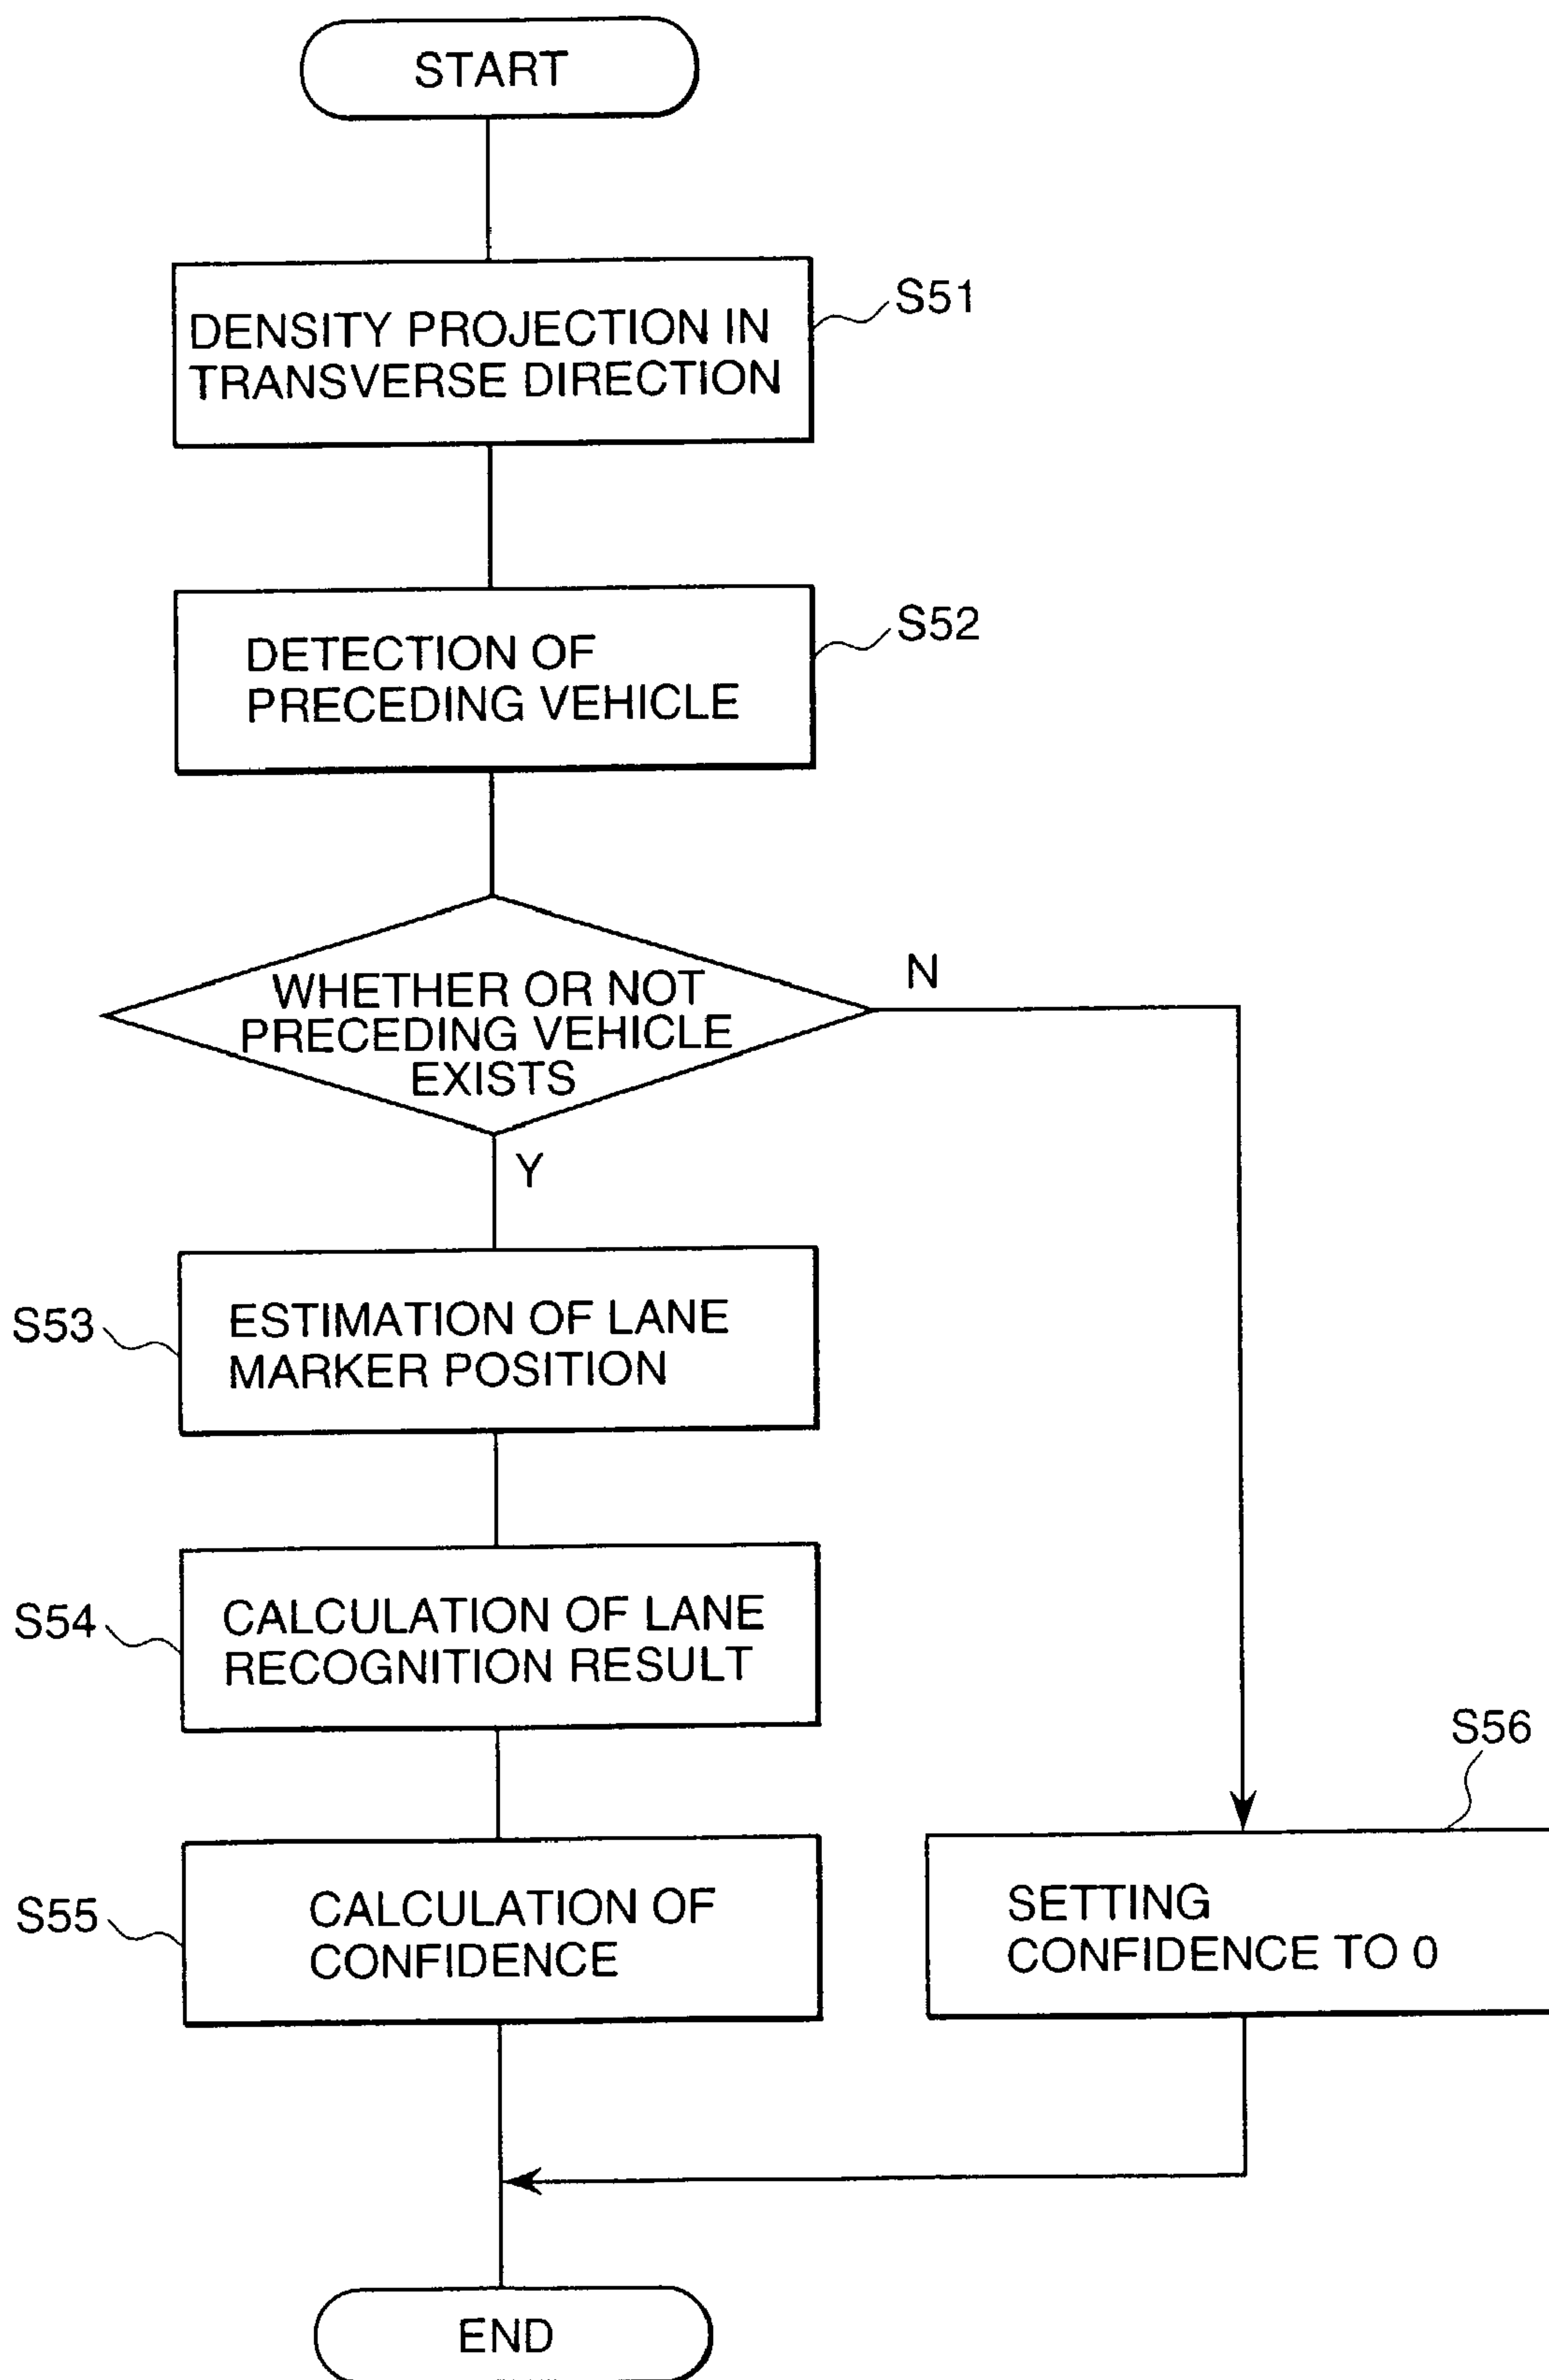 START
DENSITY PROJECTION IN
TRANSVERSE DIRECTION
S51
DETECTION OF
PRECEDING VEHICLE
S52
WHETHER OR NOT
PRECEDING VEHICLE
EXISTS
N
Y
S53
ESTIMATION OF LANE
MARKER POSITION
S54
CALCULATION OF LANE
RECOGNITION RESULT
S55
CALCULATION OF
CONFIDENCE
S56
SETTING
CONFIDENCE TO 0
END